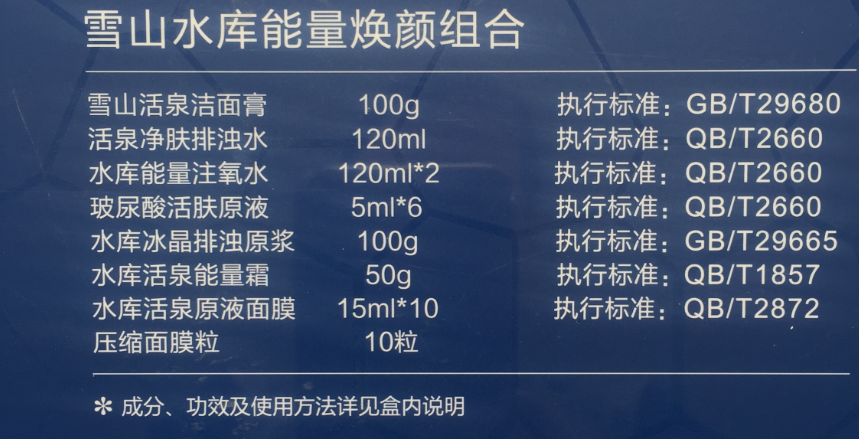 雪山水库能量焕颜组合
雪山活泉洁面膏 100g 执行标准：GB/T29680
活泉净肤排浊水 120ml 执行标准：QB/T2660
水库能量注氧水 120ml*2 执行标准：QB/T2660
玻尿酸活肤原液 5ml*6 执行标准：QB/T2660
水库冰晶排浊原浆 100g 执行标准：GB/T29665
水库活泉能量霜 50g 执行标准：QB/T1857
水库活泉原液面膜 15ml*10 执行标准：QB/T2872
压缩面膜粒 10粒
＊ 成分、功效及使用方法详见盒内说明